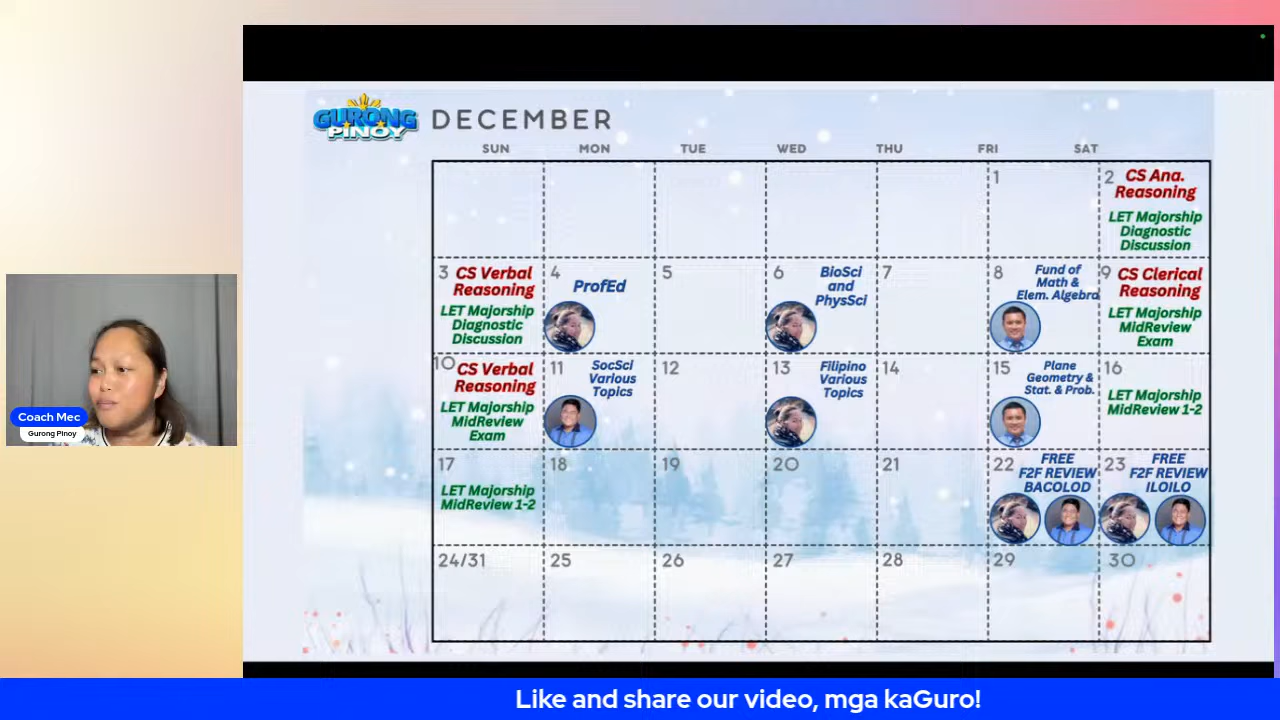 GURONG
PINOY
DECEMBER
SUN MON TUE WED THU FRI SAT
1
2 CS Ana.
Reasoning
LET Majorship
Diagnostic
Discussion
3 CS Verbal
Reasoning
LET Majorship
Diagnostic
Discussion
4 ProfEd
5
6 BioSci
and
PhysSci
7
8 Fund of
Math &
Elem. Algebra
9 CS Clerical
Reasoning
LET Majorship
MidReview
Exam
10 CS Verbal
Reasoning
LET Majorship
MidReview
Exam
11 SocSci
Various
Topics
12
13 Filipino
Various
Topics
14
15 Plane
Geometry &
Stat. & Prob.
16
LET Majorship
MidReview 1-2
17
LET Majorship
MidReview 1-2
18
19
20
21
22 FREE
F2F REVIEW
BACOLOD
23 FREE
F2F REVIEW
ILOILO
24/31
25
26
27
28
29
30
Coach Mec
Gurong Pinoy
Like and share our video, mga kaGuro!